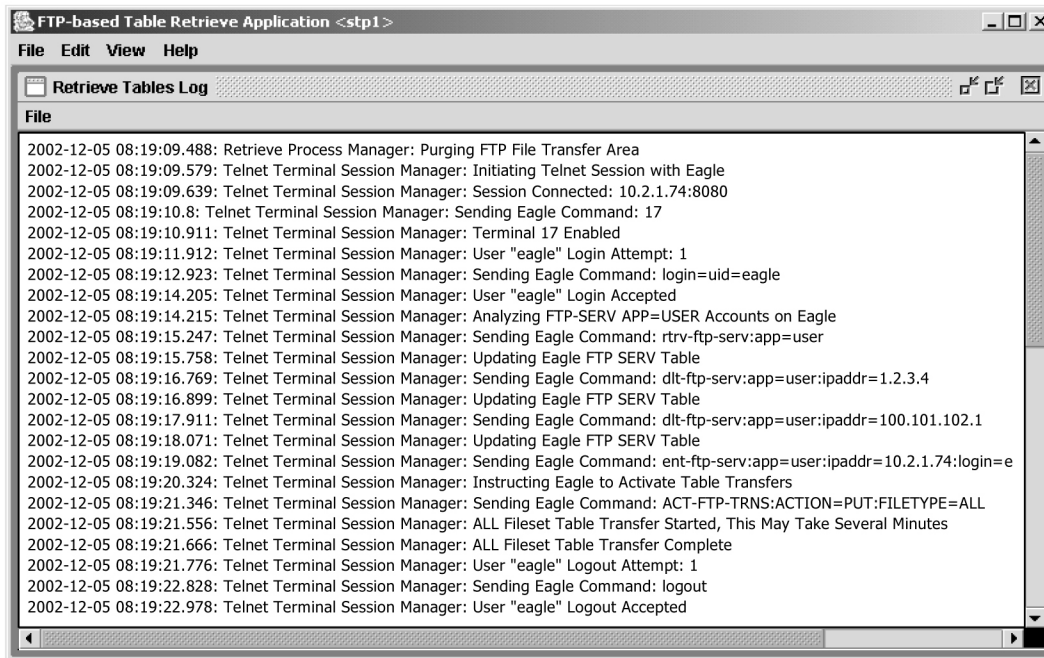 FTP-based Table Retrieve Application <stp1>
File Edit View Help
Retrieve Tables Log
File
2002-12-05 08:19:09.488: Retrieve Process Manager: Purging FTP File Transfer Area
2002-12-05 08:19:09.579: Telnet Terminal Session Manager: Initiating Telnet Session with Eagle
2002-12-05 08:19:09.639: Telnet Terminal Session Manager: Session Connected: 10.2.1.74:8080
2002-12-05 08:19:10.8: Telnet Terminal Session Manager: Sending Eagle Command: 17
2002-12-05 08:19:10.911: Telnet Terminal Session Manager: Terminal 17 Enabled
2002-12-05 08:19:11.912: Telnet Terminal Session Manager: User "eagle" Login Attempt: 1
2002-12-05 08:19:12.923: Telnet Terminal Session Manager: Sending Eagle Command: login=uid=eagle
2002-12-05 08:19:14.205: Telnet Terminal Session Manager: User "eagle" Login Accepted
2002-12-05 08:19:14.215: Telnet Terminal Session Manager: Analyzing FTP-SERV APP=USER Accounts on Eagle
2002-12-05 08:19:15.247: Telnet Terminal Session Manager: Sending Eagle Command: rtrv-ftp-serv:app=user
2002-12-05 08:19:15.758: Telnet Terminal Session Manager: Updating Eagle FTP SERV Table
2002-12-05 08:19:16.769: Telnet Terminal Session Manager: Sending Eagle Command: dlt-ftp-serv:app=user:ipaddr=1.2.3.4
2002-12-05 08:19:16.899: Telnet Terminal Session Manager: Updating Eagle FTP SERV Table
2002-12-05 08:19:17.911: Telnet Terminal Session Manager: Sending Eagle Command: dlt-ftp-serv:app=user:ipaddr=100.101.102.1
2002-12-05 08:19:18.071: Telnet Terminal Session Manager: Updating Eagle FTP SERV Table
2002-12-05 08:19:19.082: Telnet Terminal Session Manager: Sending Eagle Command: ent-ftp-serv:app=user:ipaddr=10.2.1.74:login=e
2002-12-05 08:19:20.324: Telnet Terminal Session Manager: Instructing Eagle to Activate Table Transfers
2002-12-05 08:19:21.346: Telnet Terminal Session Manager: Sending Eagle Command: ACT-FTP-TRNS:ACTION=PUT:FILETYPE=ALL
2002-12-05 08:19:21.556: Telnet Terminal Session Manager: ALL Fileset Table Transfer Started, This May Take Several Minutes
2002-12-05 08:19:21.666: Telnet Terminal Session Manager: ALL Fileset Table Transfer Complete
2002-12-05 08:19:21.776: Telnet Terminal Session Manager: User "eagle" Logout Attempt: 1
2002-12-05 08:19:22.828: Telnet Terminal Session Manager: Sending Eagle Command: logout
2002-12-05 08:19:22.978: Telnet Terminal Session Manager: User "eagle" Logout Accepted